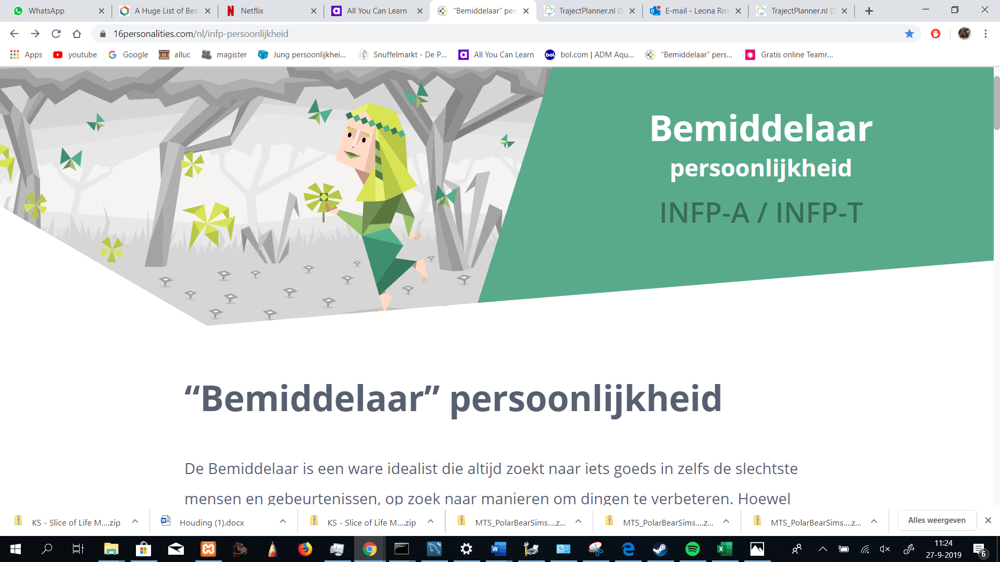 WhatsApp
A Huge List of Best
Netflix
All You Can Learn
“Bemiddelaar” pers
TrajectPlanner.nl (S
E-mail - Leona Risi
TrajectPlanner.nl (S
16personalities.com/nl/infp-persoonlijkheid
Apps
youtube
Google
alluc
magister
Jung persoonlijkhei...
Snuffelmarkt - De P...
All You Can Learn
bol.com | ADM Aqu...
“Bemiddelaar” pers...
Gratis online Teamr...
Bemiddelaar
persoonlijkheid
INFP-A / INFP-T
“Bemiddelaar” persoonlijkheid
De Bemiddelaar is een ware idealist die altijd zoekt naar iets goeds in zelfs de slechtste
mensen en gebeurtenissen, op zoek naar manieren om dingen te verbeteren. Hoewel
KS - Slice of Life M....zip
Houding (1).docx
KS - Slice of Life M....zip
MTS_PolarBearSims....z...
MTS_PolarBearSims....z...
MTS_PolarBearSims....z...
Alles weergeven
11:24
27-9-2019
6